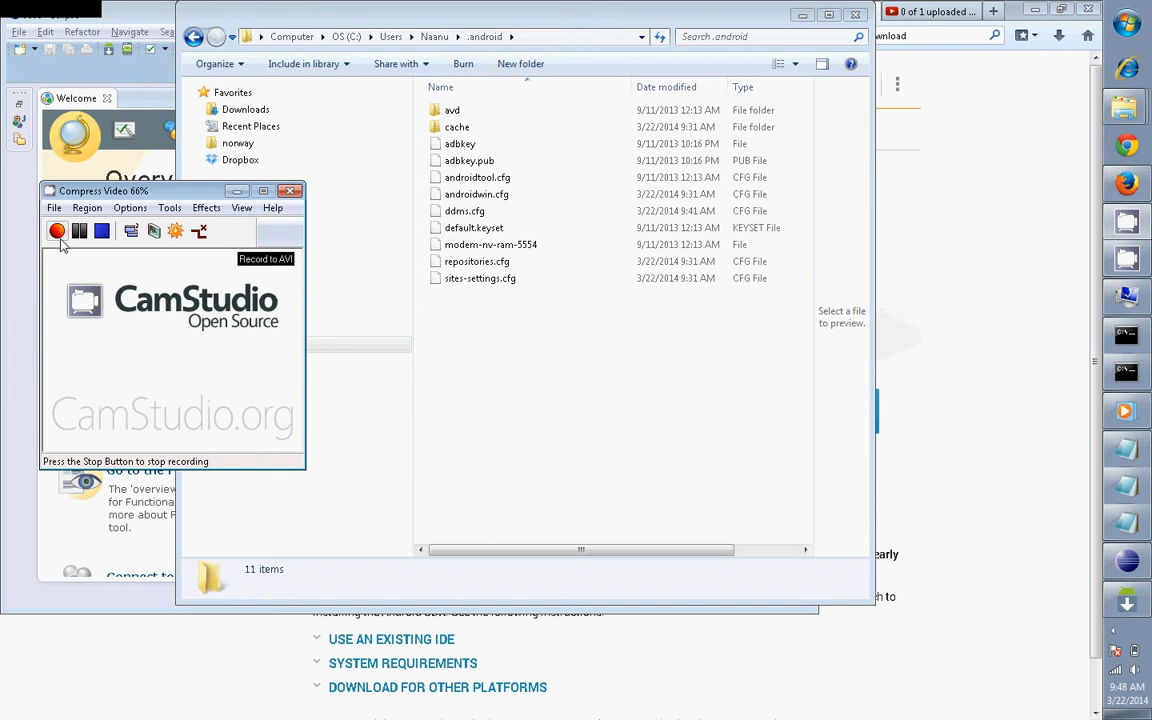 File Edit Refactor Navigate Sea
Welcome
Computer OS (C:) Users Naanu .android
Search .android
Organize Include in library Share with Burn New folder
Favorites
Downloads
Recent Places
norway
Dropbox
Name Date modified Type
avd 9/11/2013 12:13 AM File folder
cache 3/22/2014 9:31 AM File folder
adbkey 9/11/2013 10:16 PM File
adbkey.pub 9/11/2013 10:16 PM PUB File
androidtool.cfg 9/11/2013 12:13 AM CFG File
androidwin.cfg 3/22/2014 9:31 AM CFG File
ddms.cfg 3/22/2014 9:41 AM CFG File
default.keyset 9/11/2013 12:13 AM KEYSET File
modem-nv-ram-5554 9/11/2013 12:13 AM File
repositories.cfg 3/22/2014 9:31 AM CFG File
sites-settings.cfg 3/22/2014 9:31 AM CFG File
Select a file
to preview.
11 items
0 of 1 uploaded ...
wnload
Compress Video 66%
File Region Options Tools Effects View Help
Record to AVI
CamStudio
Open Source
CamStudio.org
Press the Stop Button to stop recording
The 'overview
for Functiona
more about F
tool.
Connect to
early
ch to
USE AN EXISTING IDE
SYSTEM REQUIREMENTS
DOWNLOAD FOR OTHER PLATFORMS
9:48 AM
3/22/2014